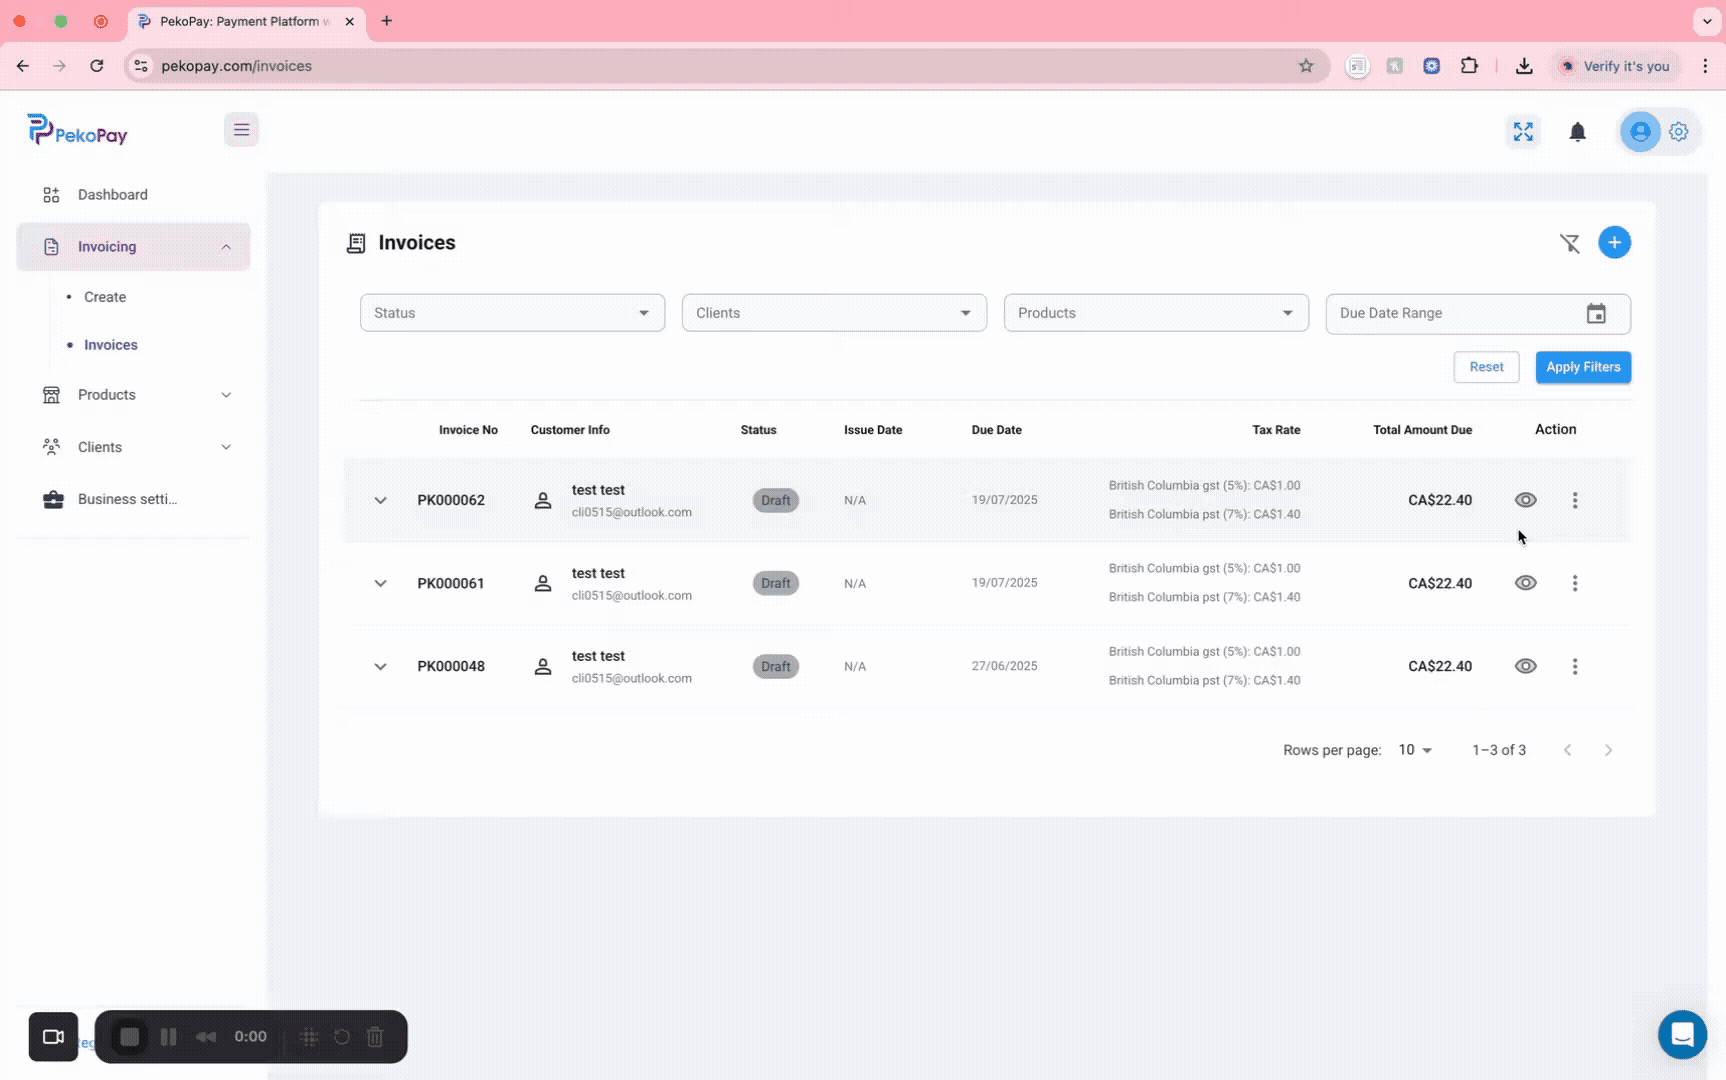 PekoPay: Payment Platform w
pekopay.com/invoices
Verify it's you
PekoPay
Dashboard
Invoicing
Create
Invoices
Products
Clients
Business setti...
Invoices
Status
Clients
Products
Due Date Range
Reset
Apply Filters
Invoice No
Customer Info
Status
Issue Date
Due Date
Tax Rate
Total Amount Due
Action
PK000062
test test
cli0515@outlook.com
Draft
N/A
19/07/2025
British Columbia gst (5%): CA$1.00
British Columbia pst (7%): CA$1.40
CA$22.40
PK000061
test test
cli0515@outlook.com
Draft
N/A
19/07/2025
British Columbia gst (5%): CA$1.00
British Columbia pst (7%): CA$1.40
CA$22.40
PK000048
test test
cli0515@outlook.com
Draft
N/A
27/06/2025
British Columbia gst (5%): CA$1.00
British Columbia pst (7%): CA$1.40
CA$22.40
Rows per page: 10
1–3 of 3
0:00